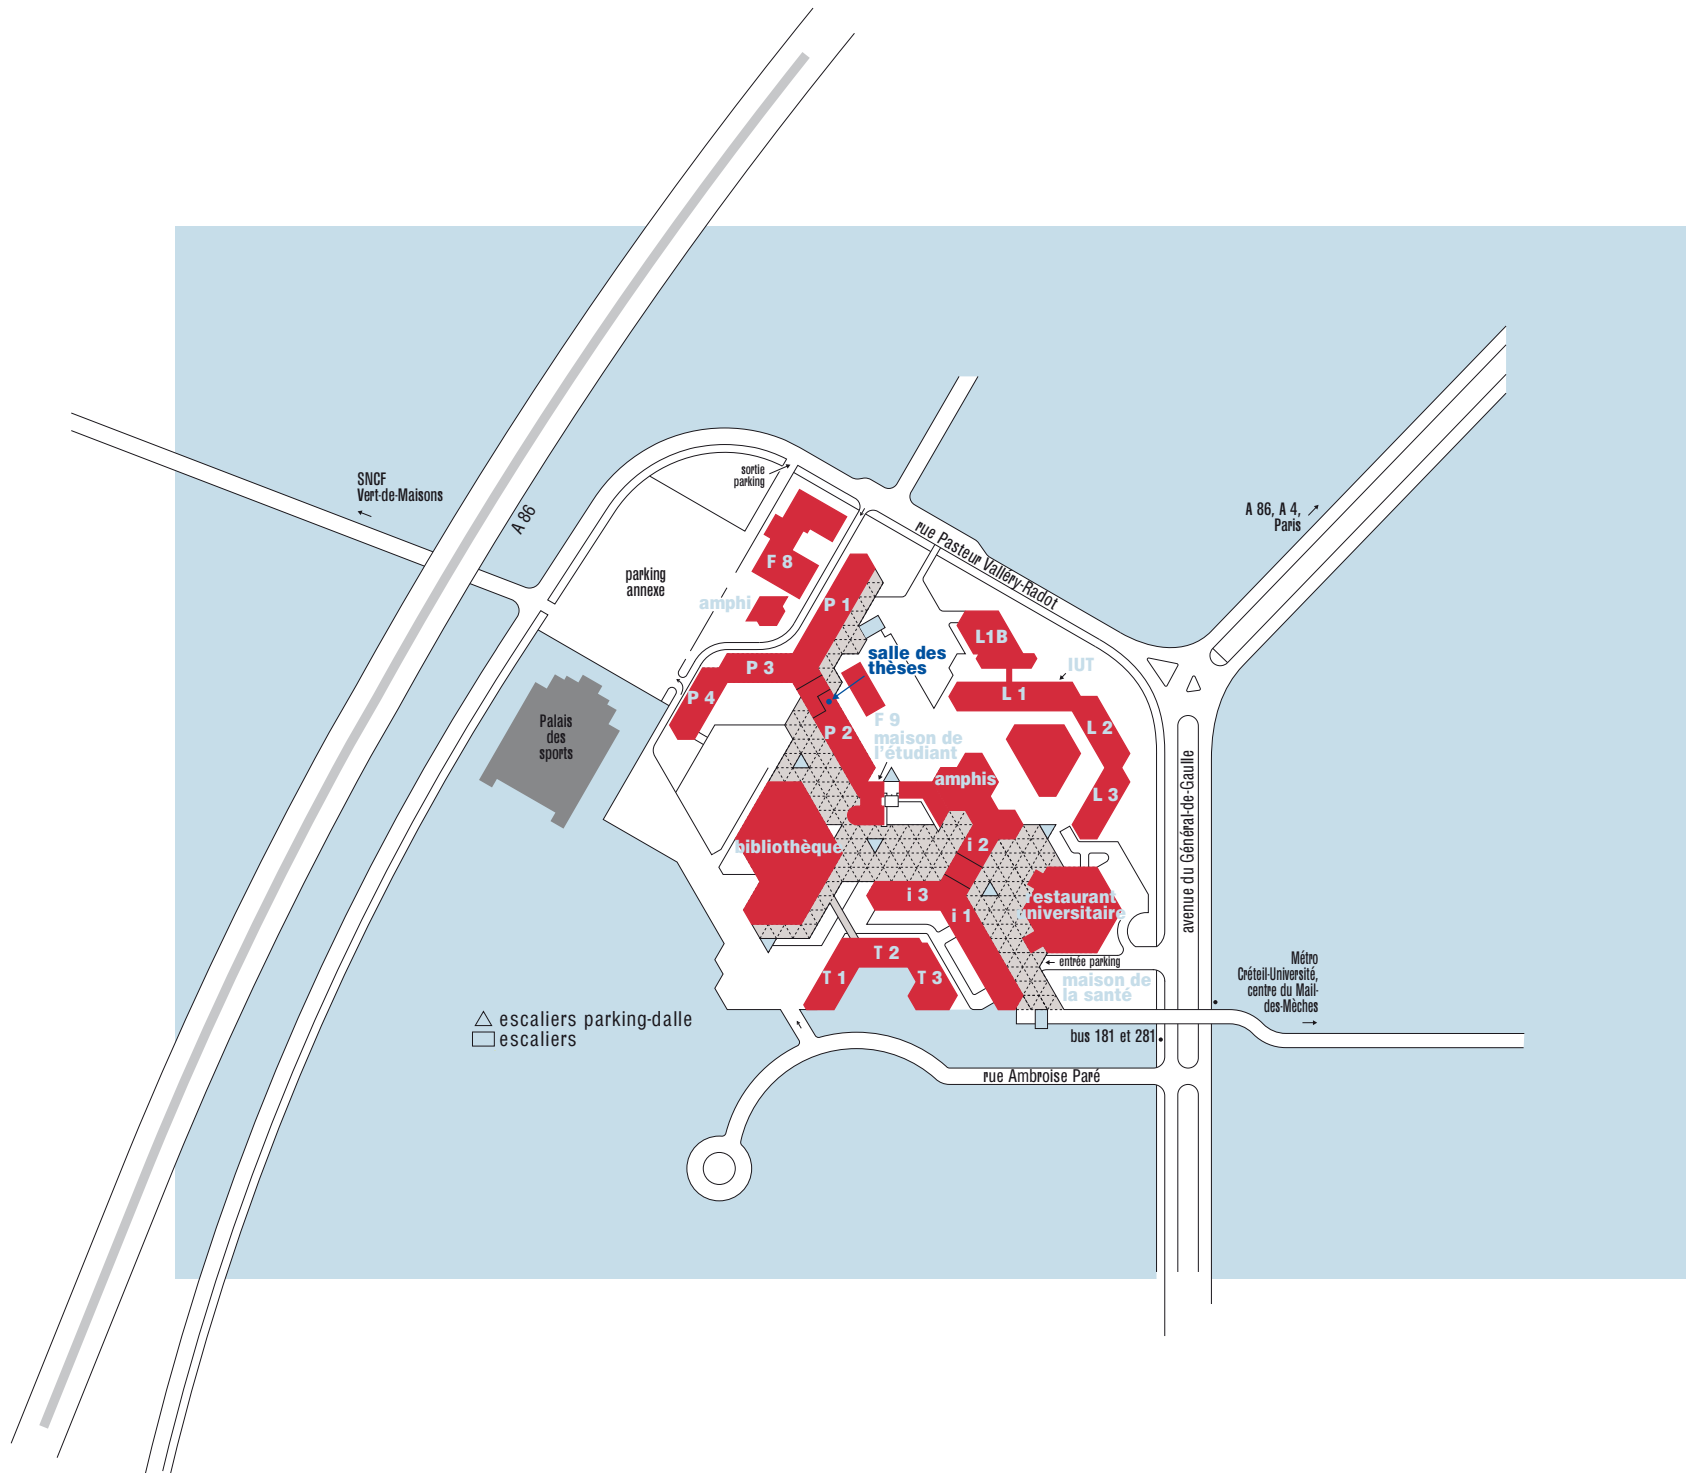 sortie
parking
SNCF
Vert-de-Maisons
A 86
A 86, A 4,
Paris
rue Pasteur Valléry-Radot
F 8
parking
annexe
amphi
P 1
L1B
salle des
thèses
IUT
P 3
P 4
L 1
Palais
des
sports
F 9
maison de
l'étudiant
P 2
L 2
amphis
L 3
avenue du Général-de-Gaulle
bibliothèque
i 2
i 3
i 1
restaurant
universitaire
T 2
T 1
T 3
entrée parking
maison de
la santé
Métro
Créteil-Université,
centre du Mail-
des-Mèches
escaliers parking-dalle
escaliers
bus 181 et 281
rue Ambroise Paré